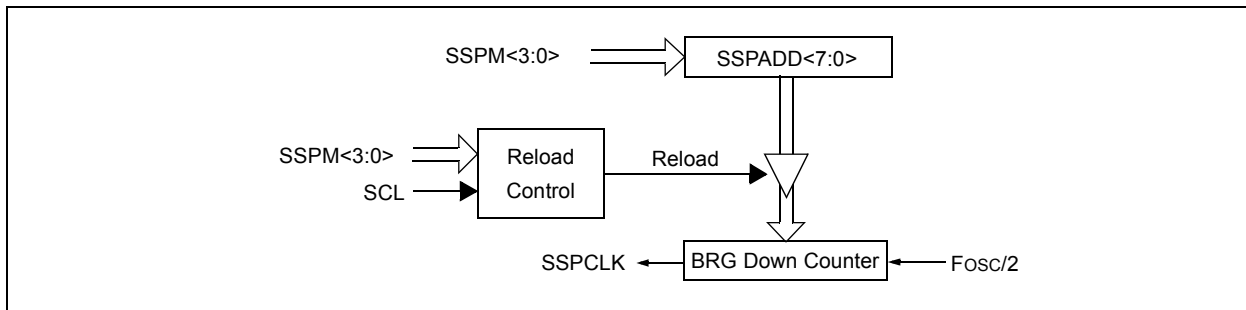 SSPM<3:0>
SSPADD<7:0>
SSPM<3:0>
SCL
Reload
Control
Reload
SSPCLK
BRG Down Counter
FOSC/2